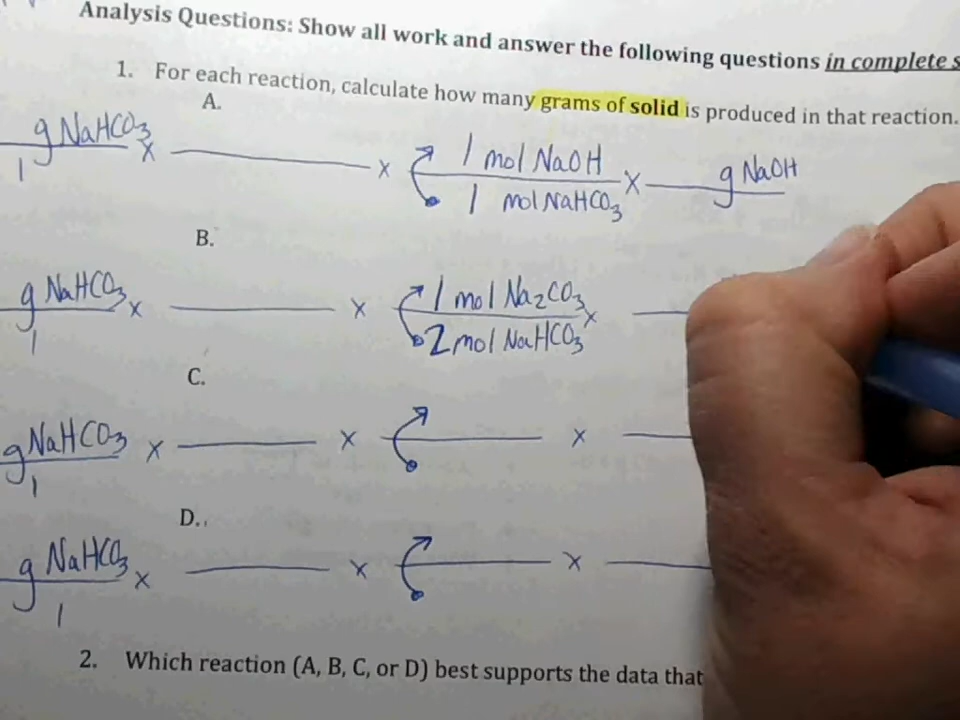 Analysis Questions: Show all work and answer the following questions in complete s
1. For each reaction, calculate how many grams of solid is produced in that reaction.
A.
g NaHCO3 x x 1 mol NaOH x g NaOH
1 1 mol NaHCO3
B.
g NaHCO3 x x 1 mol Na2CO3 x
1 2 mol NaHCO3
C.
g NaHCO3 x x x
1
D.
g NaHCO3 x x x
1
2. Which reaction (A, B, C, or D) best supports the data that